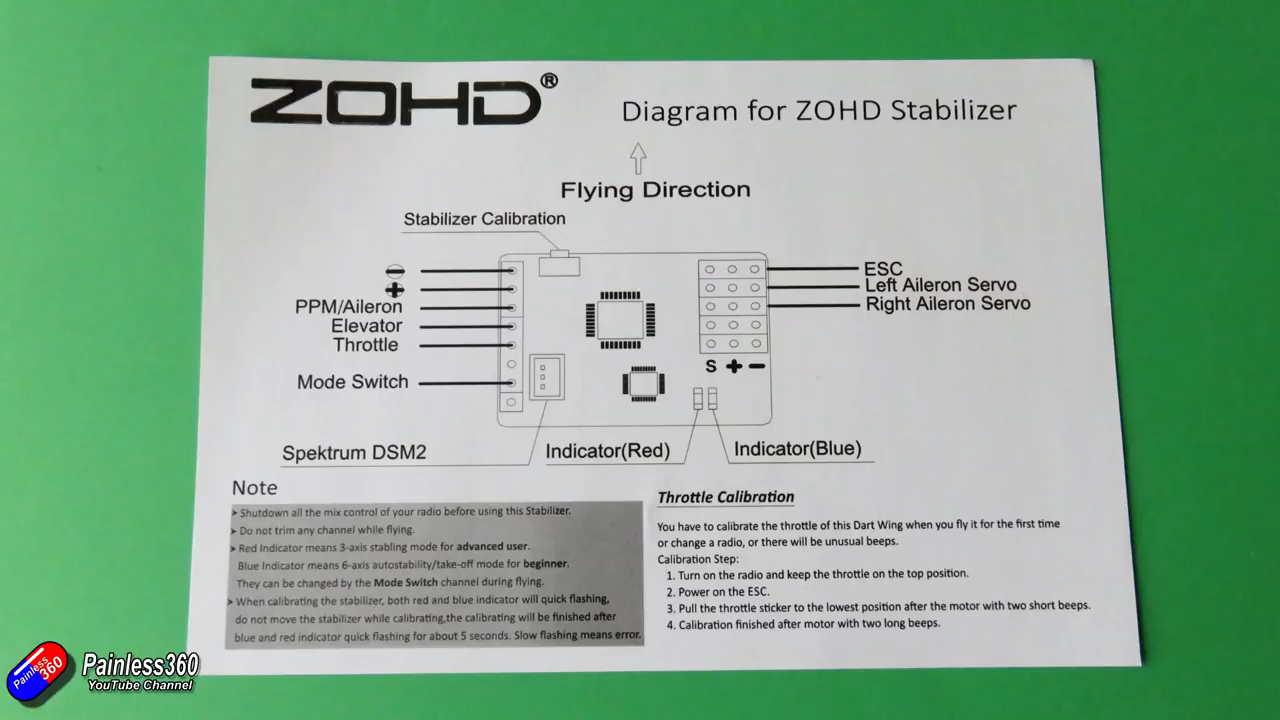 ZOHD®
Diagram for ZOHD Stabilizer
Flying Direction
Stabilizer Calibration
PPM/Aileron
Elevator
Throttle
Mode Switch
ESC
Left Aileron Servo
Right Aileron Servo
S + -
Spektrum DSM2
Indicator(Red)
Indicator(Blue)
Note
➤ Shutdown all the mix control of your radio before using this Stabilizer.
➤ Do not trim any channel while flying.
➤ Red Indicator means 3-axis stabling mode for advanced user.
Blue Indicator means 6-axis autostability/take-off mode for beginner.
They can be changed by the Mode Switch channel during flying.
➤ When calibrating the stabilizer, both red and blue indicator will quick flashing,
do not move the stabilizer while calibrating,the calibrating will be finished after
blue and red indicator quick flashing for about 5 seconds. Slow flashing means error.
Throttle Calibration
You have to calibrate the throttle of this Dart Wing when you fly it for the first time
or change a radio, or there will be unusual beeps.
Calibration Step:
1. Turn on the radio and keep the throttle on the top position.
2. Power on the ESC.
3. Pull the throttle sticker to the lowest position after the motor with two short beeps.
4. Calibration finished after motor with two long beeps.
Painless360
Painless360
YouTube Channel